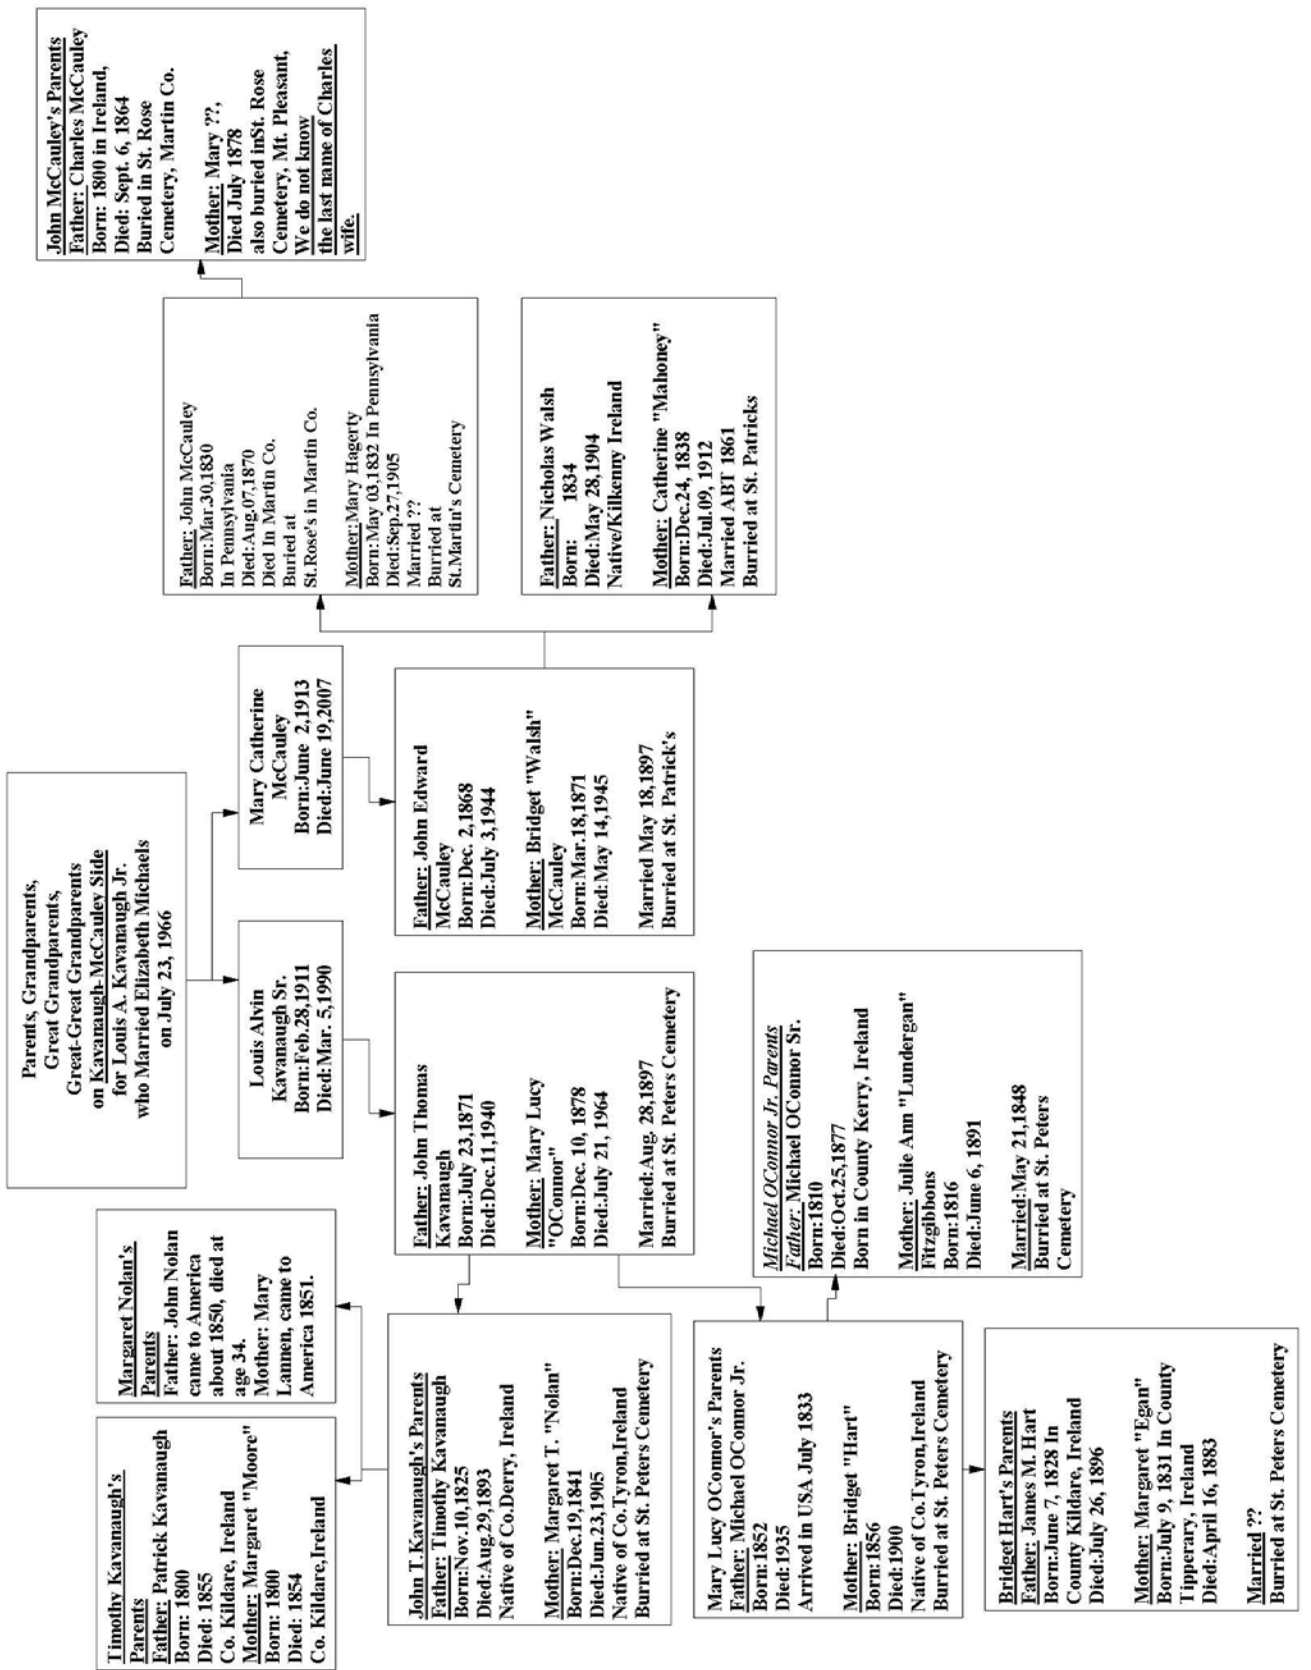 Parents, Grandparents,
Great Grandparents,
Great-Great Grandparents
on Kavanaugh-McCauley Side
for Louis A. Kavanaugh Jr.
who Married Elizabeth Michaels
on July 23, 1966
Louis Alvin
Kavanaugh Sr.
Born:Feb.28,1911
Died:Mar. 5,1990
Mary Catherine
McCauley
Born:June 2,1913
Died:June 19,2007
Timothy Kavanaugh's
Parents
Father: Patrick Kavanaugh
Born: 1800
Died: 1855
Co. Kildare, Ireland
Mother: Margaret "Moore"
Born: 1800
Died: 1854
Co. Kildare,Ireland
Margaret Nolan's
Parents
Father: John Nolan
came to America
about 1850, died at
age 34.
Mother: Mary
Lannen, came to
America 1851.
John T.Kavanaugh's Parents
Father: Timothy Kavanaugh
Born:Nov.10,1825
Died:Aug.29,1893
Native of Co.Derry, Ireland
Mother: Margaret T. "Nolan"
Born:Dec.19,1841
Died:Jun.23,1905
Native of Co.Tyron,Ireland
Burried at St. Peters Cemetery
Father: John Thomas
Kavanaugh
Born:July 23,1871
Died:Dec.11,1940
Mother: Mary Lucy
"OConnor"
Born:Dec. 10, 1878
Died:July 21, 1964
Married:Aug. 28,1897
Burried at St. Peters Cemetery
Father: John Edward
McCauley
Born:Dec. 2,1868
Died:July 3,1944
Mother: Bridget "Walsh"
McCauley
Born:Mar.18,1871
Died:May 14,1945
Married May 18,1897
Burried at St. Patrick's
Father: John McCauley
Born:Mar.30,1830
In Pennsylvania
Died:Aug.07,1870
Died In Martin Co.
Buried at
St.Rose's in Martin Co.
Mother:Mary Hagerty
Born:May 03,1832 In Pennsylvania
Died:Sep.27,1905
Married ??
Burried at
St.Martin's Cemetery
John McCauley's Parents
Father: Charles McCauley
Born: 1800 in Ireland,
Died: Sept. 6, 1864
Buried in St. Rose
Cemetery, Martin Co.
Mother: Mary ??,
Died July 1878
also buried inSt. Rose
Cemetery, Mt. Pleasant,
We do not know
the last name of Charles
wife.
Father: Nicholas Walsh
Born: 1834
Died:May 28,1904
Native/Kilkenny Ireland
Mother: Catherine "Mahoney"
Born:Dec.24, 1838
Died:Jul.09, 1912
Married ABT 1861
Burried at St. Patricks
Mary Lucy OConnor's Parents
Father: Michael OConnor Jr.
Born:1852
Died:1935
Arrived in USA July 1833
Mother: Bridget "Hart"
Born:1856
Died:1900
Native of Co.Tyron,Ireland
Burried at St. Peters Cemetery
Michael OConnor Jr. Parents
Father: Michael OConnor Sr.
Born:1810
Died:Oct.25,1877
Born in County Kerry, Ireland
Mother: Julie Ann "Lundergan"
Fitzgibbons
Born:1816
Died:June 6, 1891
Married:May 21,1848
Burried at St. Peters
Cemetery
Bridget Hart's Parents
Father: James M. Hart
Born:June 7, 1828 In
County Kildare, Ireland
Died:July 26, 1896
Mother: Margaret "Egan"
Born:July 9, 1831 In County
Tipperary, Ireland
Died:April 16, 1883
Married ??
Burried at St. Peters Cemetery